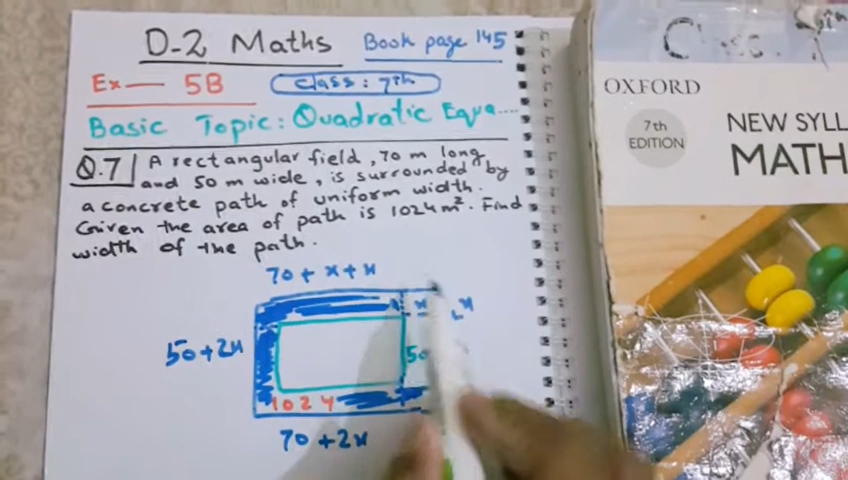 D-2 Maths Book page 145
Ex— 5B Class: 7th
Basic Topic: Quadratic Equa....
Q.7 A rectangular field, 70 m long
and 50 m wide, is surrounded by
a concrete path of uniform width.
Given the area of path is 1024 m². Find
width of the path.
70 + x + x
x x
50+2x
50
1024
70 + 2x
OXFORD
7th
EDITION
NEW SYLL
MATH